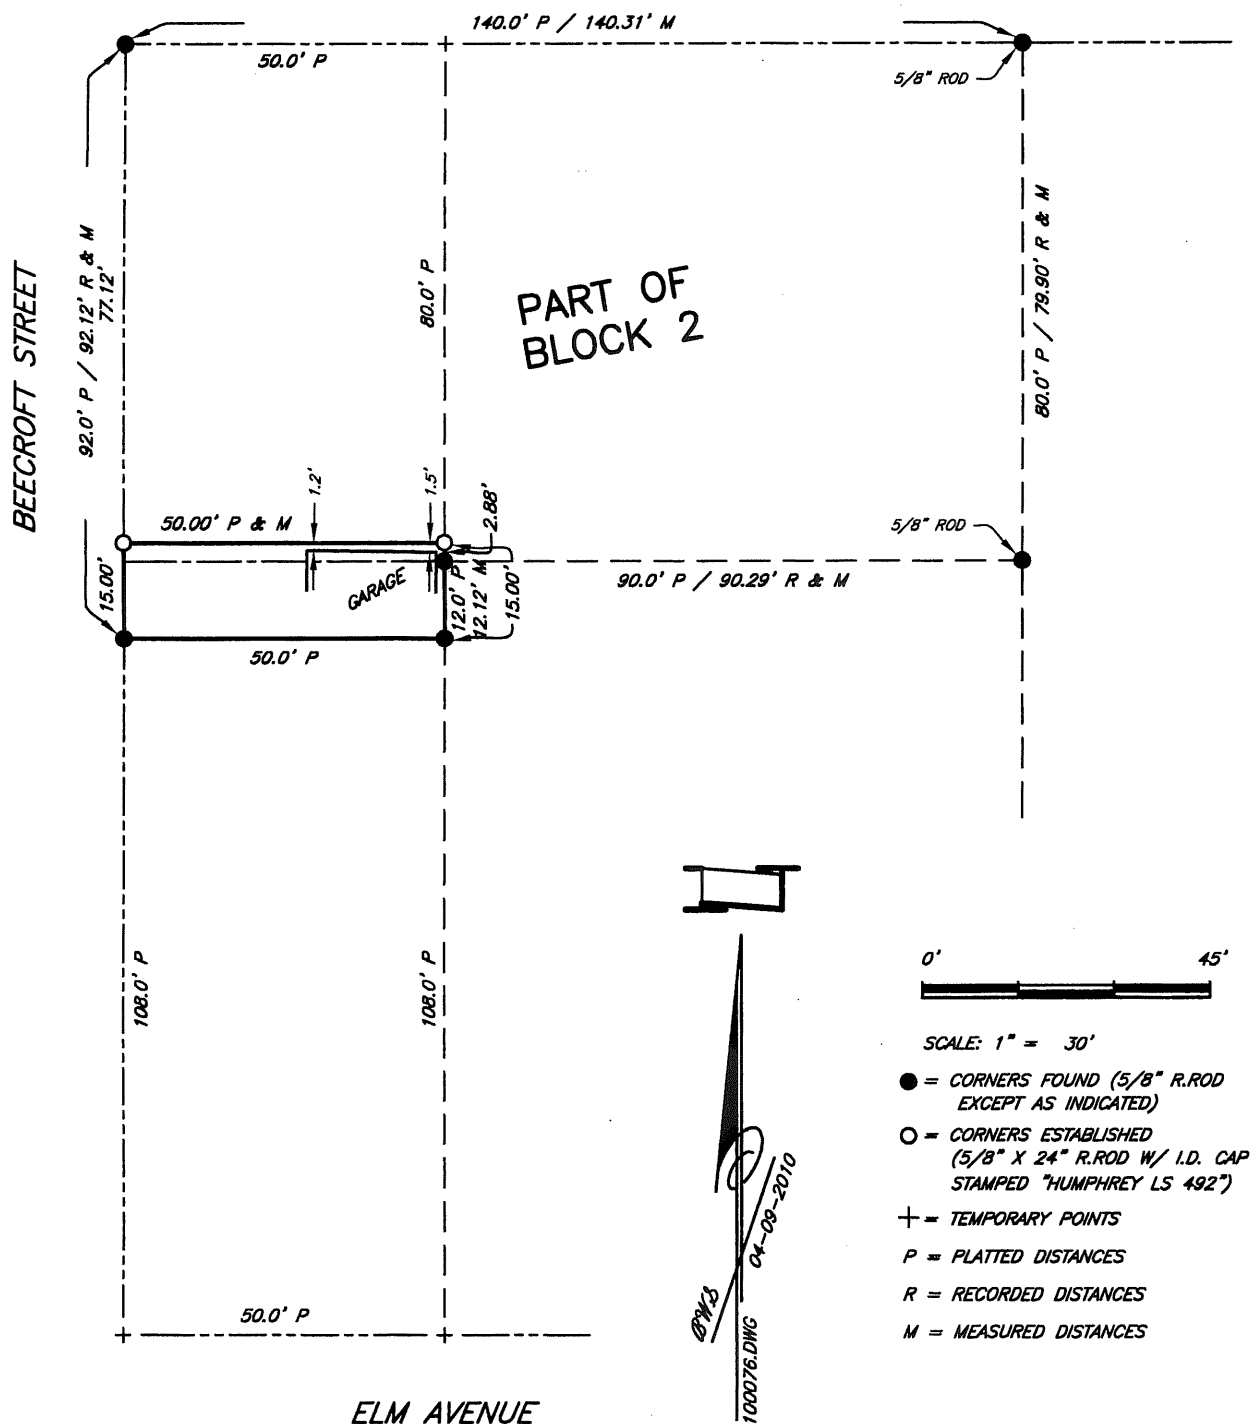 140.0' P / 140.31' M
50.0' P
5/8" ROD
BEECROFT STREET
92.0' P / 92.12' R & M
77.12'
80.0' P
PART OF
BLOCK 2
80.0' P / 79.90' R & M
1.2'
1.5'
2.88'
50.00' P & M
5/8" ROD
15.00'
GARAGE
12.0' P
12.12' M
15.00'
90.0' P / 90.29' R & M
50.0' P
108.0' P
108.0' P
N
0' 45'
SCALE: 1" = 30'
= CORNERS FOUND (5/8" R.ROD
EXCEPT AS INDICATED)
= CORNERS ESTABLISHED
(5/8" X 24" R.ROD W/ I.D. CAP
STAMPED "HUMPHREY LS 492")
= TEMPORARY POINTS
P = PLATTED DISTANCES
R = RECORDED DISTANCES
M = MEASURED DISTANCES
04-09-2010
100076.DWG
50.0' P
ELM AVENUE